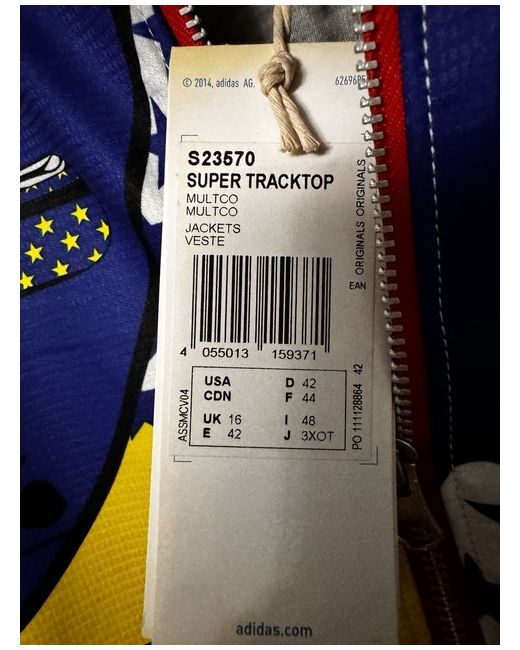 © 2014, adidas AG.
S23570
SUPER TRACKTOP
MULTCO
MULTCO
JACKETS
VESTE
ORIGINALS ORIGINALS
EAN
4 055013 159371
USA D 42
CDN F 44
UK 16 I 48
E 42 J 3XOT
ASSMCV04
PO 111128864 42
adidas.com